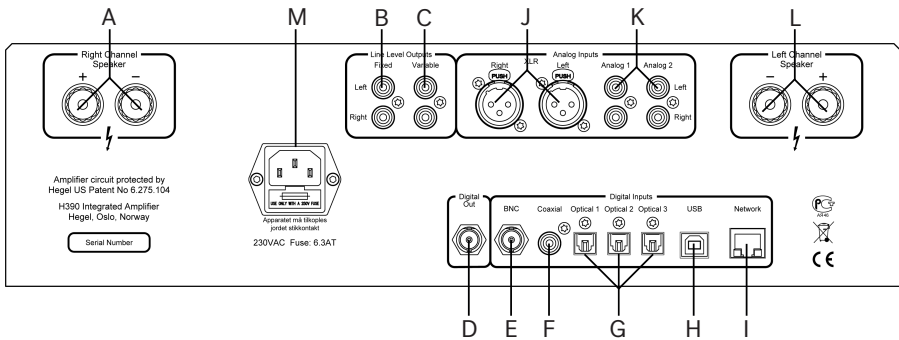 A M B C J K L
Right Channel
Speaker
+ −
Line Level Outputs
Fixed Variable
Left
Right
Analog Inputs
Right XLR Left Analog 1 Analog 2
PUSH PUSH
Left
Right
Left Channel
Speaker
− +
Amplifier circuit protected by
Hegel US Patent No 6.275.104
H390 Integrated Amplifier
Hegel, Oslo, Norway
Serial Number
USE ONLY WITH A 250V FUSE
Apparatet må tilkoples
jordet stikkontakt
230VAC Fuse: 6.3AT
Digital
Out
Digital Inputs
BNC Coaxial Optical 1 Optical 2 Optical 3 USB Network
CE
D E F G H I